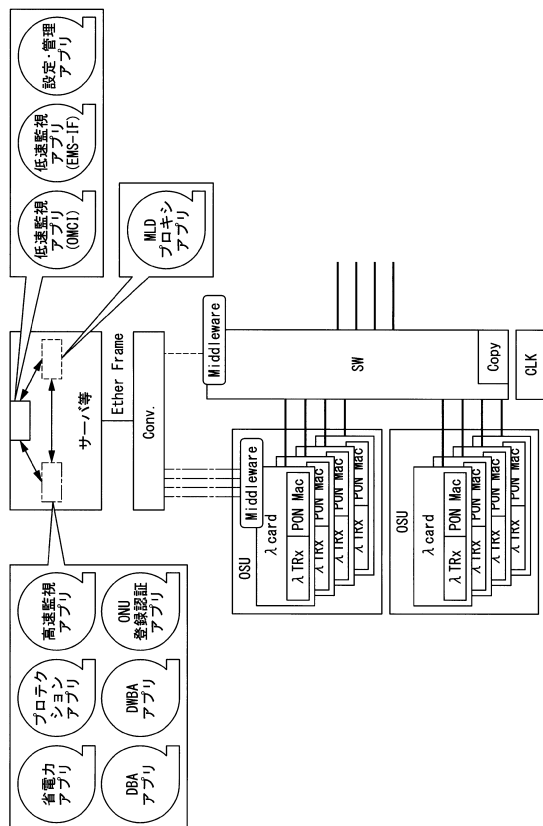 省電力
アプリ
プロテク
ション
アプリ
高速監視
アプリ
DBA
アプリ
DWBA
アプリ
ONU
登録認証
アプリ
低速監視
アプリ
(OMCI)
低速監視
アプリ
(EMS-IF)
設定・管理
アプリ
MLD
プロキシ
アプリ
サーバ等
Ether Frame
Conv.
Middleware
Middleware
OSU
λ card
λ TRx PON Mac
λ TRx PON Mac
λ TRx PON Mac
λ TRx PON Mac
OSU
λ card
λ TRx PON Mac
λ TRx PON Mac
λ TRx PON Mac
λ TRx PON Mac
SW
Copy
CLK